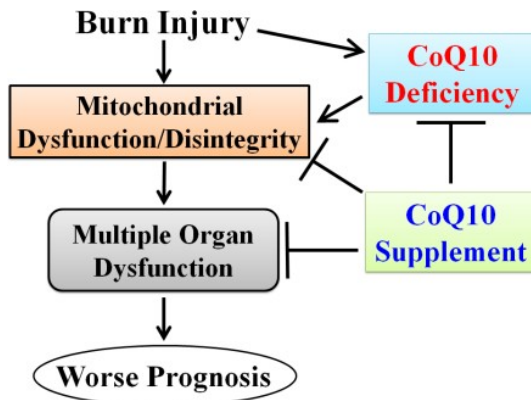 Burn Injury
CoQ10
Deficiency
Mitochondrial
Dysfunction/Disintegrity
CoQ10
Supplement
Multiple Organ
Dysfunction
Worse Prognosis